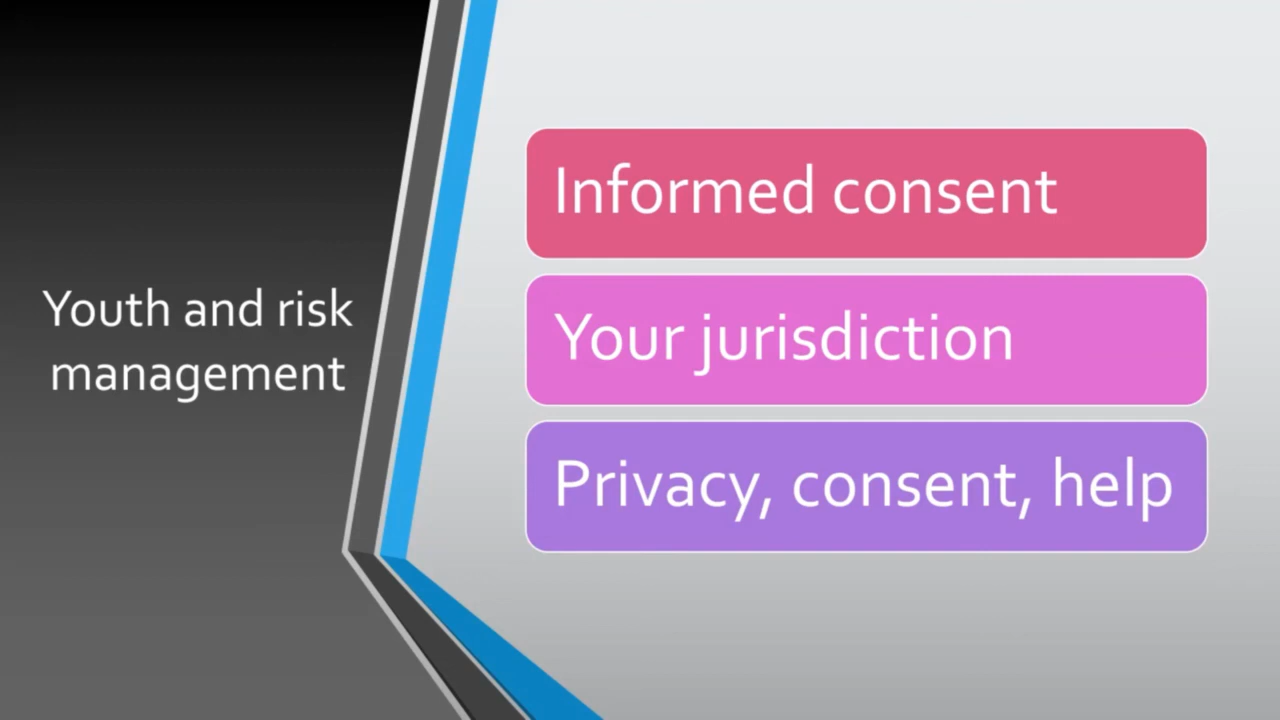 Youth and risk
management
Informed consent
Your jurisdiction
Privacy, consent, help